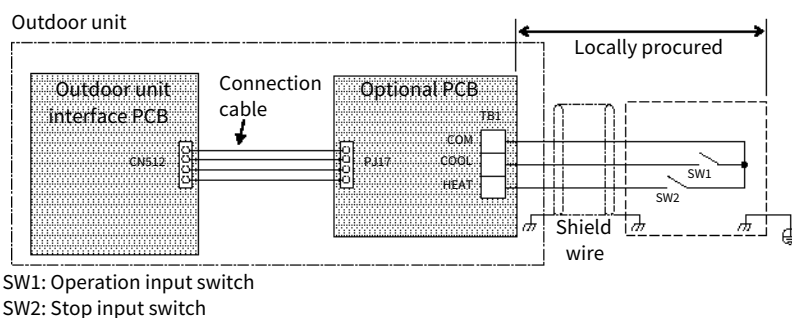 Outdoor unit
Locally procured
Outdoor unit
interface PCB
Connection
cable
Optional PCB
TB1
COM
COOL
HEAT
CN512
PJ17
SW1
SW2
Shield
wire
SW1: Operation input switch
SW2: Stop input switch